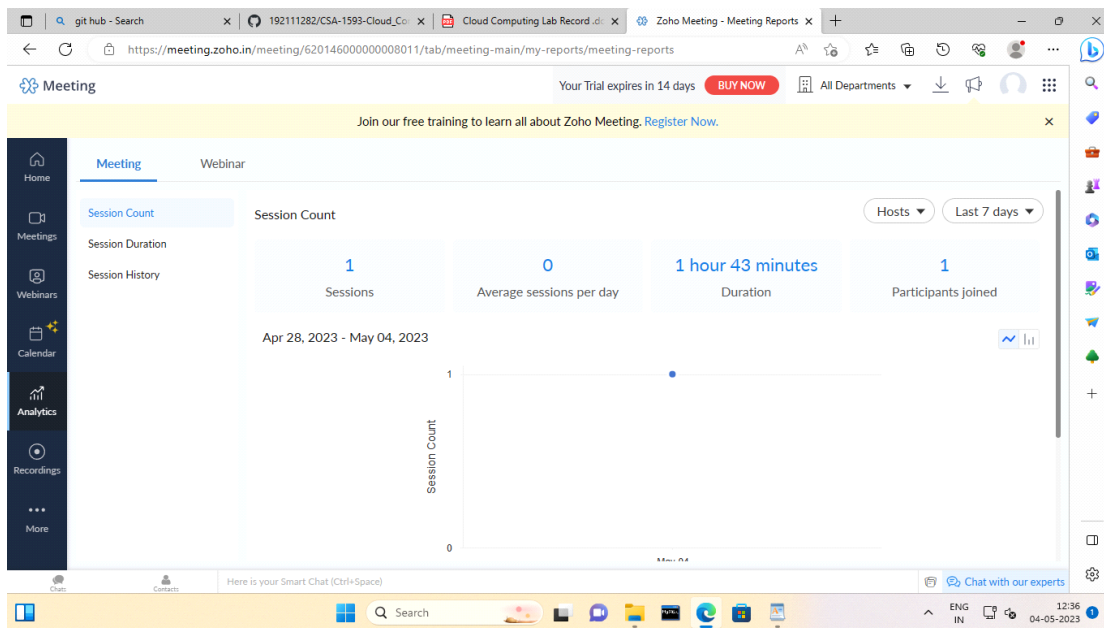 git hub - Search
192111282/CSA-1593-Cloud_Co
Cloud Computing Lab Record .do
Zoho Meeting - Meeting Reports
https://meeting.zoho.in/meeting/620146000000008011/tab/meeting-main/my-reports/meeting-reports
Meeting
Your Trial expires in 14 days
BUY NOW
All Departments
Join our free training to learn all about Zoho Meeting. Register Now.
Home
Meetings
Webinars
Calendar
Analytics
Recordings
More
Meeting
Webinar
Session Count
Session Duration
Session History
Session Count
Hosts
Last 7 days
1
Sessions
0
Average sessions per day
1 hour 43 minutes
Duration
1
Participants joined
Apr 28, 2023 - May 04, 2023
1
Session Count
0
May 04
Chats
Contacts
Here is your Smart Chat (Ctrl+Space)
Chat with our experts
Search
ENG
IN
12:36
04-05-2023
1